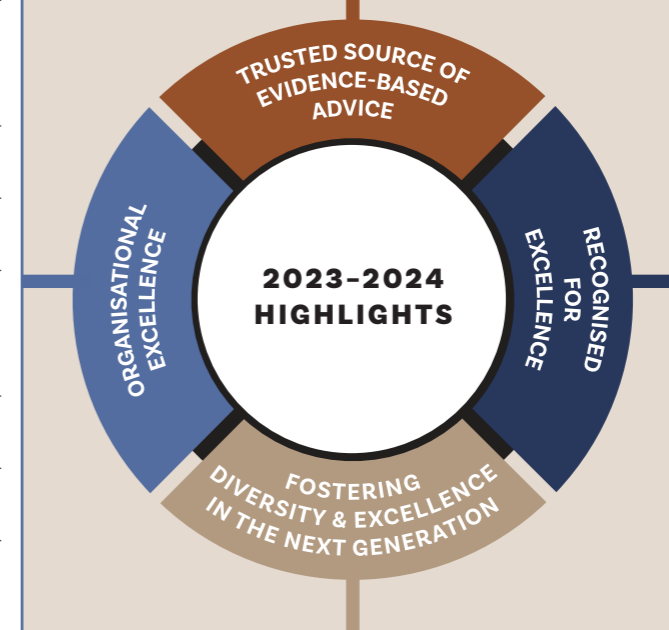 TRUSTED SOURCE OF
EVIDENCE-BASED
ADVICE
ORGANISATIONAL
EXCELLENCE
2023–2024
HIGHLIGHTS
RECOGNISED
FOR
EXCELLENCE
FOSTERING
DIVERSITY & EXCELLENCE
IN THE NEXT GENERATION